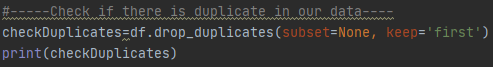 #-----Check if there is duplicate in our data----
checkDuplicates=df.drop_duplicates(subset=None, keep='first')
print(checkDuplicates)